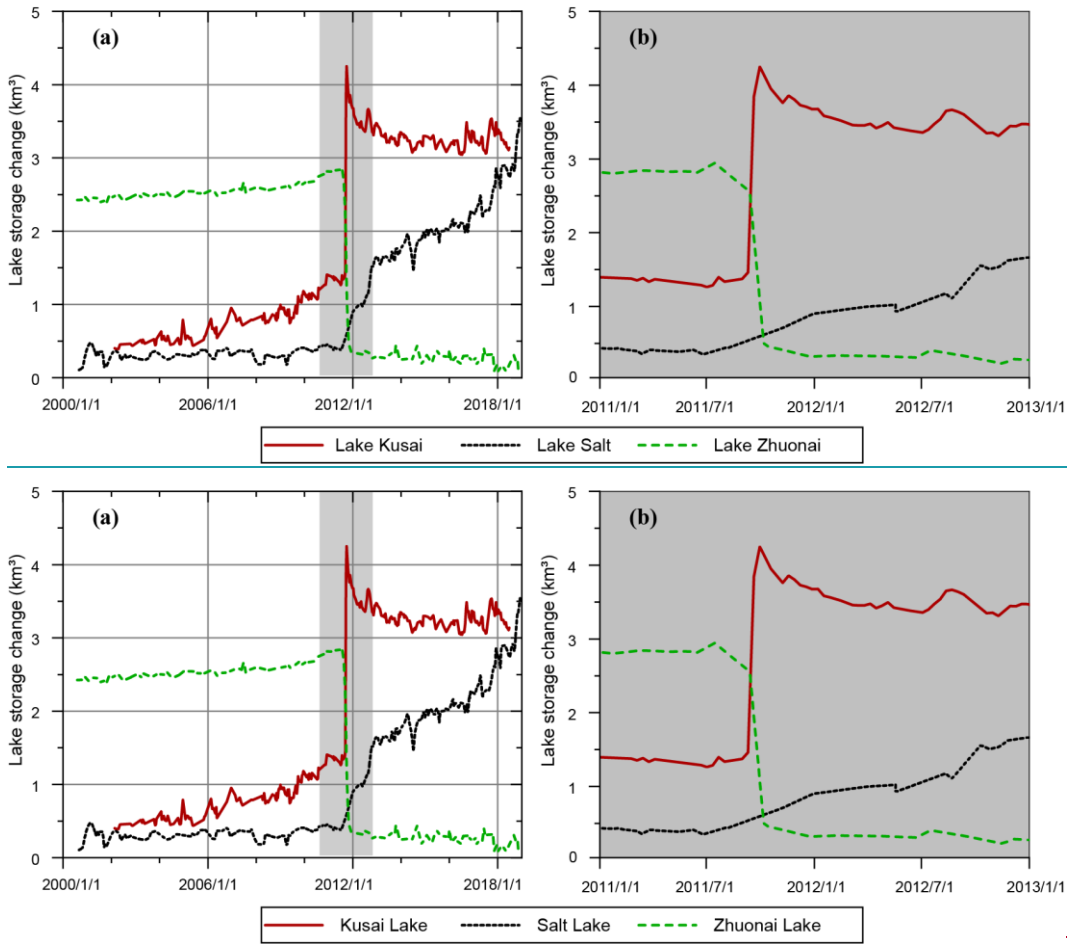 (a)
Lake storage change (km³)
5
4
3
2
1
0
2000/1/1 2006/1/1 2012/1/1 2018/1/1
(b)
Lake storage change (km³)
5
4
3
2
1
0
2011/1/1 2011/7/1 2012/1/1 2012/7/1 2013/1/1
Lake Kusai Lake Salt Lake Zhuonai
(a)
Lake storage change (km³)
5
4
3
2
1
0
2000/1/1 2006/1/1 2012/1/1 2018/1/1
(b)
Lake storage change (km³)
5
4
3
2
1
0
2011/1/1 2011/7/1 2012/1/1 2012/7/1 2013/1/1
Kusai Lake Salt Lake Zhuonai Lake